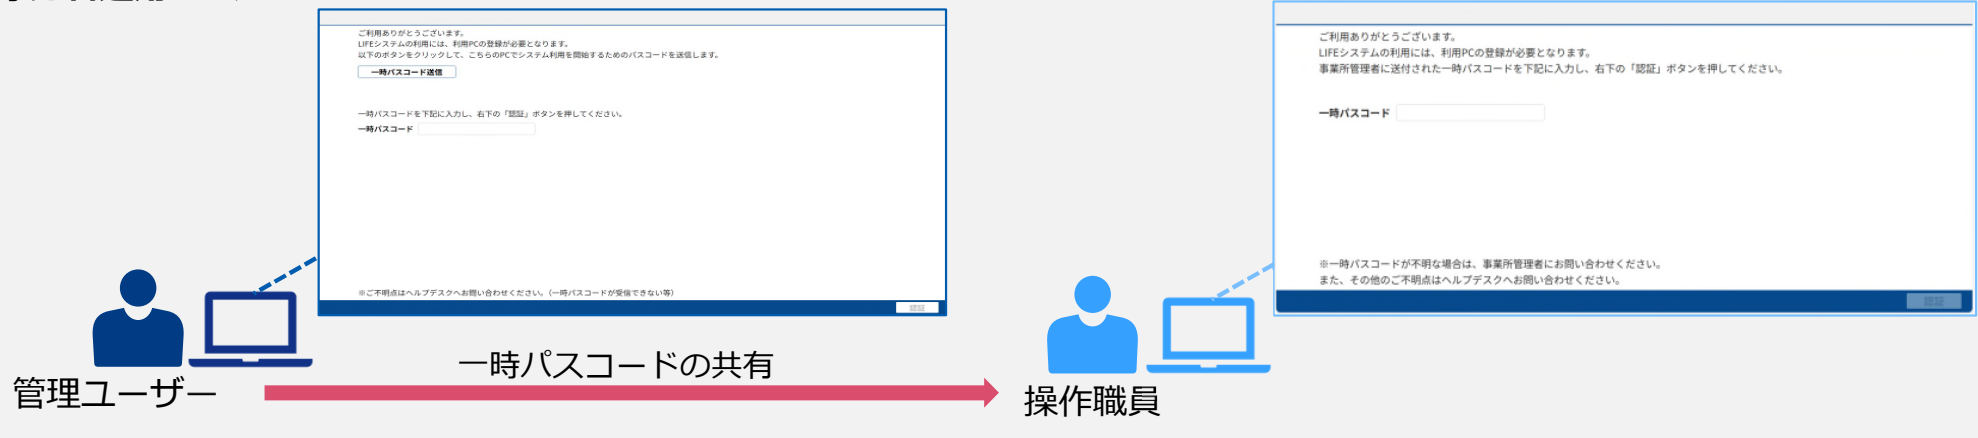 ご利用ありがとうございます。
LIFEシステムの利用には、利用PCの登録が必要となります。
以下のボタンをクリックして、こちらのPCでシステム利用を開始するためのパスコードを送信します。
一時パスコード送信
一時パスコードを下記に入力し、右下の「認証」ボタンを押してください。
一時パスコード
※ご不明点はヘルプデスクへお問い合わせください。(一時パスコードが受信できない等)
認証
ご利用ありがとうございます。
LIFEシステムの利用には、利用PCの登録が必要となります。
事業所管理者に送付された一時パスコードを下記に入力し、右下の「認証」ボタンを押してください。
一時パスコード
※一時パスコードが不明な場合は、事業所管理者にお問い合わせください。
また、その他のご不明点はヘルプデスクへお問い合わせください。
認証
一時パスコードの共有
管理ユーザー
操作職員